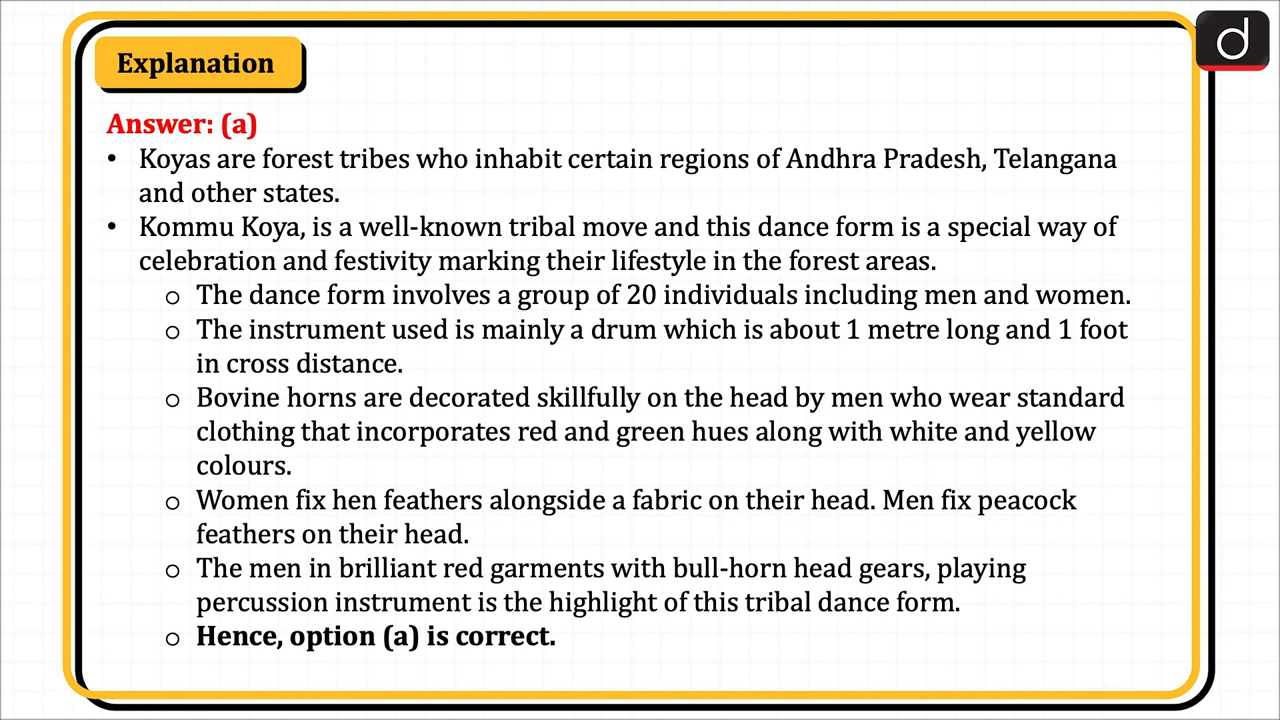 d
Explanation
Answer: (a)
• Koyas are forest tribes who inhabit certain regions of Andhra Pradesh, Telangana
and other states.
• Kommu Koya, is a well-known tribal move and this dance form is a special way of
celebration and festivity marking their lifestyle in the forest areas.
o The dance form involves a group of 20 individuals including men and women.
o The instrument used is mainly a drum which is about 1 metre long and 1 foot
in cross distance.
o Bovine horns are decorated skillfully on the head by men who wear standard
clothing that incorporates red and green hues along with white and yellow
colours.
o Women fix hen feathers alongside a fabric on their head. Men fix peacock
feathers on their head.
o The men in brilliant red garments with bull-horn head gears, playing
percussion instrument is the highlight of this tribal dance form.
o Hence, option (a) is correct.